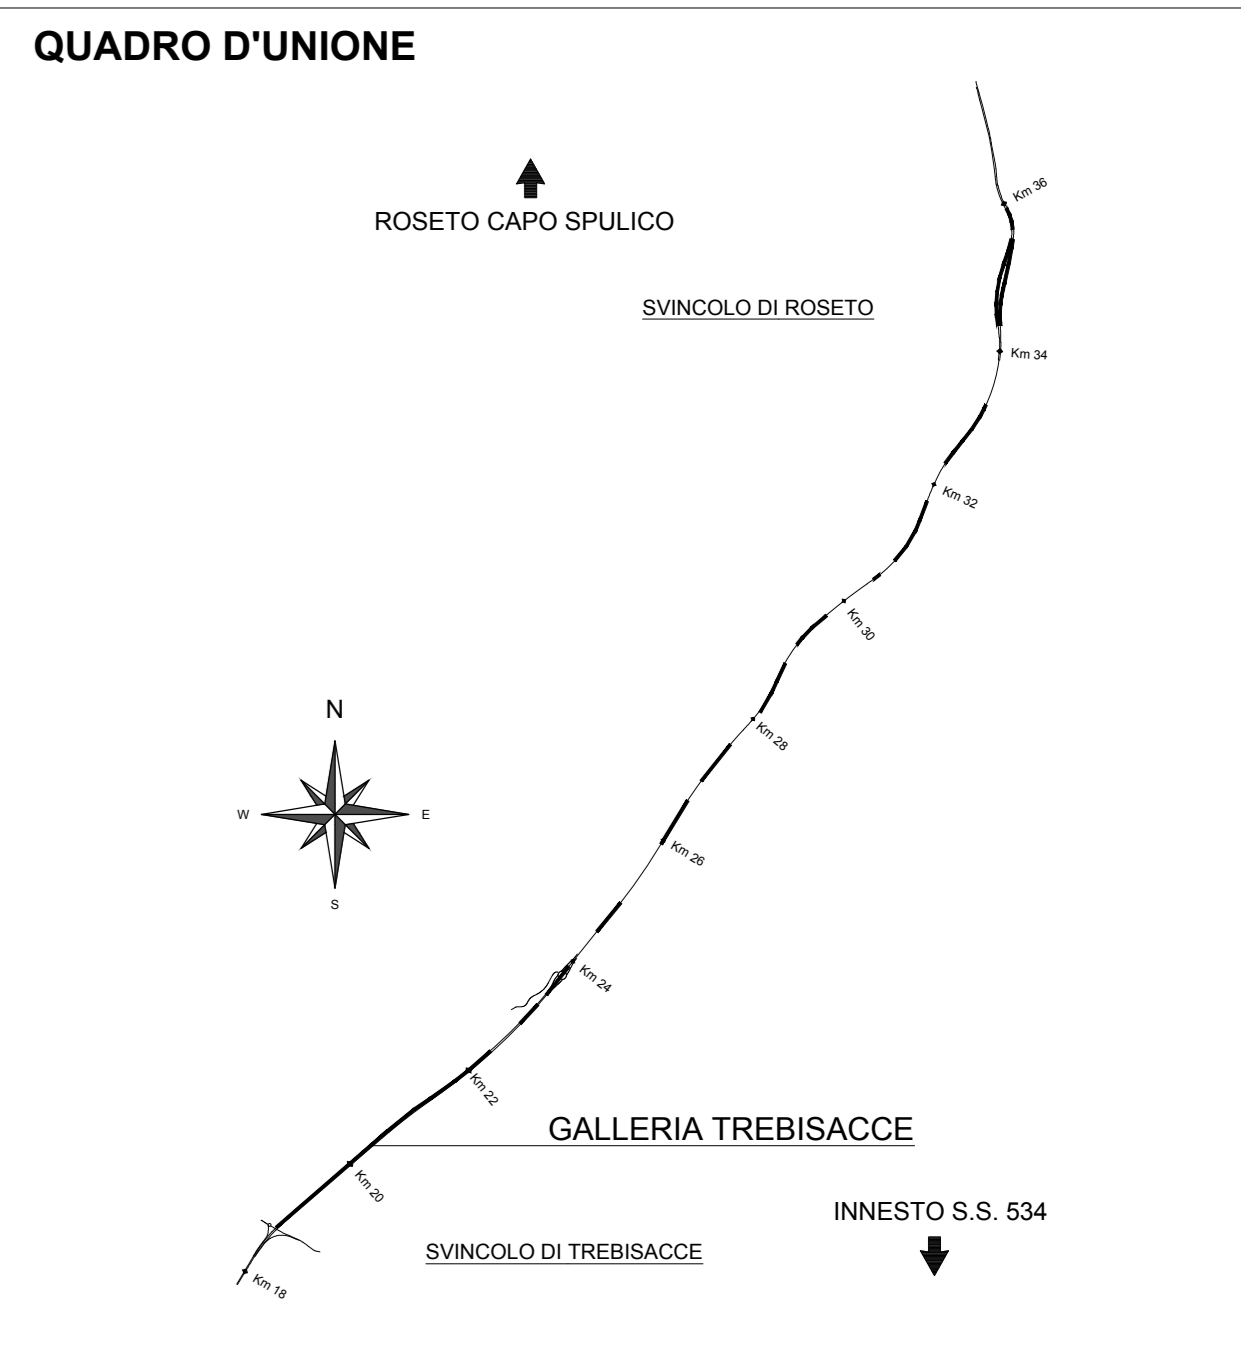 QUADRO D'UNIONE
Km 36
ROSETO CAPO SPULICO
SVINCOLO DI ROSETO
Km 34
Km 32
Km 30
N
Km 28
W
E
Km 26
S
Km 24
Km 22
GALLERIA TREBISACCE
Km 20
INNESTO S.S. 534
SVINCOLO DI TREBISACCE
Km 18